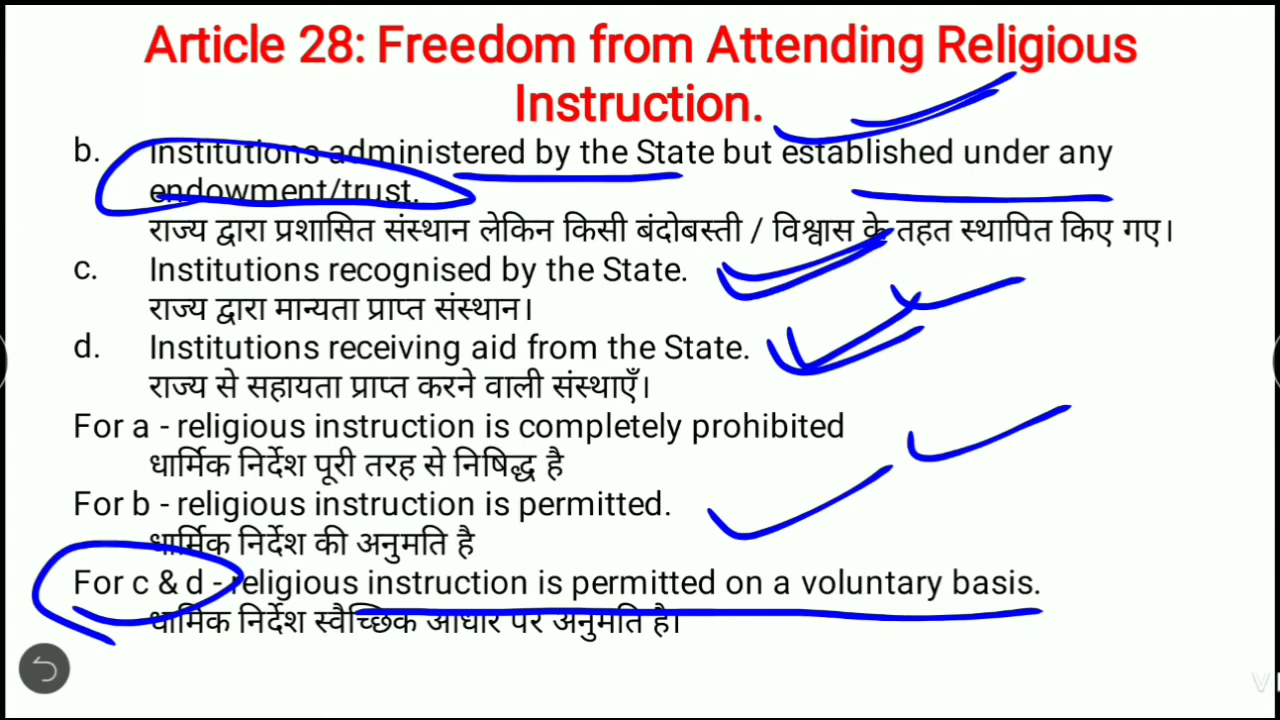 Article 28: Freedom from Attending Religious
Instruction.
b. Institutions administered by the State but established under any
endowment/trust.
राज्य द्वारा प्रशासित संस्थान लेकिन किसी बंदोबस्ती / विश्वास के तहत स्थापित किए गए।
c. Institutions recognised by the State.
राज्य द्वारा मान्यता प्राप्त संस्थान।
d. Institutions receiving aid from the State.
राज्य से सहायता प्राप्त करने वाली संस्थाएँ।
For a - religious instruction is completely prohibited
धार्मिक निर्देश पूरी तरह से निषिद्ध है
For b - religious instruction is permitted.
धार्मिक निर्देश की अनुमति है
For c & d - religious instruction is permitted on a voluntary basis.
धार्मिक निर्देश स्वैच्छिक आधार पर अनुमति है।